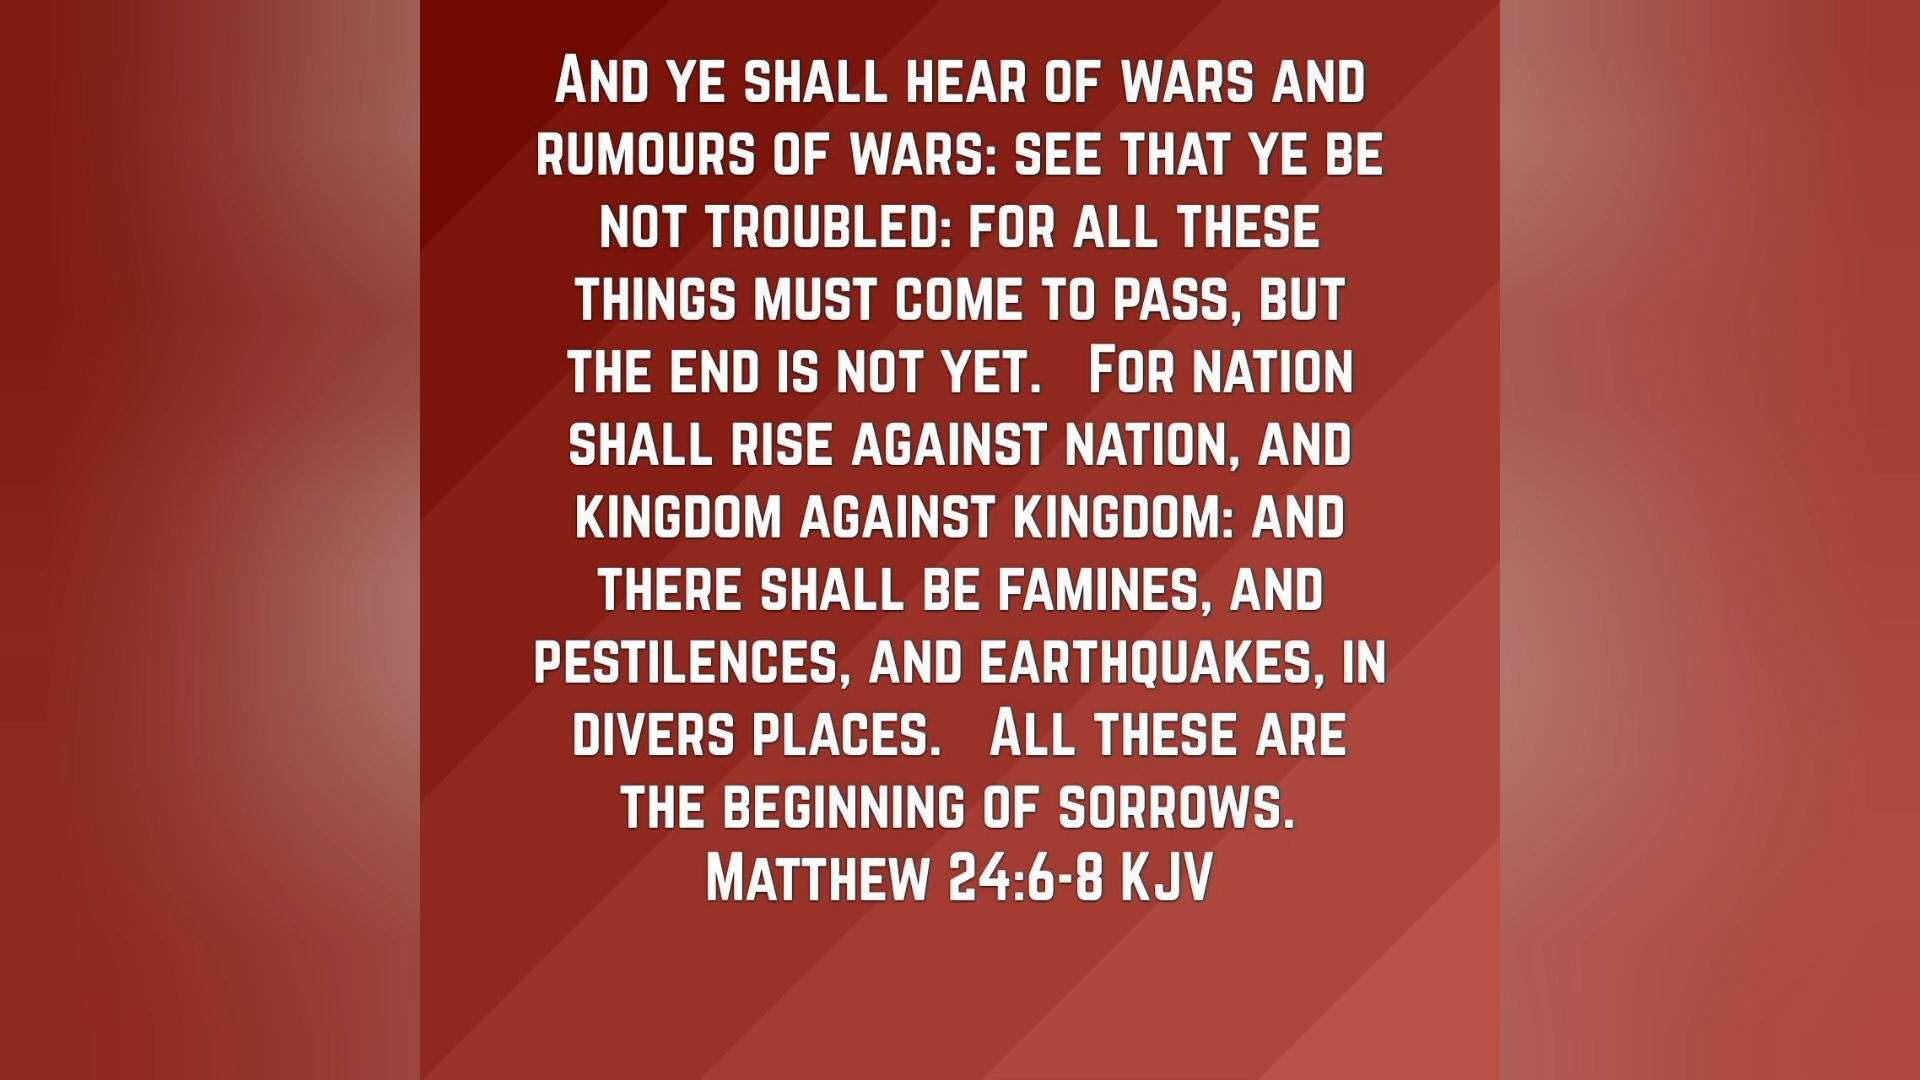 And ye shall hear of wars and
rumours of wars: see that ye be
not troubled: for all these
things must come to pass, but
the end is not yet.   For nation
shall rise against nation, and
kingdom against kingdom: and
there shall be famines, and
pestilences, and earthquakes, in
divers places.   All these are
the beginning of sorrows.
Matthew 24:6-8 KJV